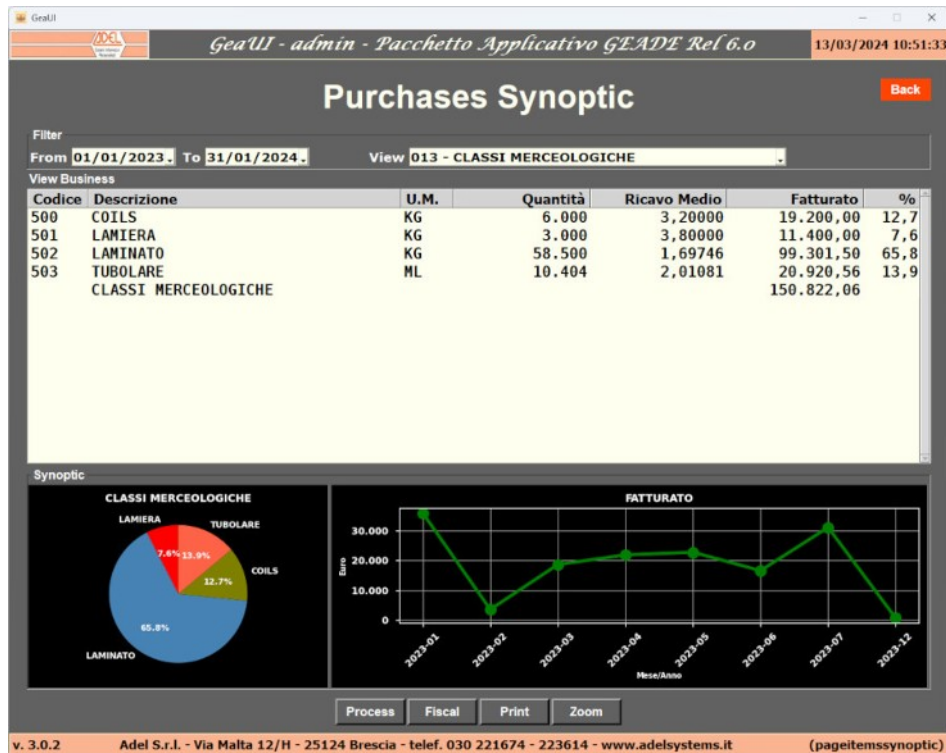 GeaUI
ADEL
GeaUI - admin - Pacchetto Applicativo GEADE Rel 6.0
13/03/2024 10:51:33
Purchases Synoptic
Back
Filter
From 01/01/2023 To 31/01/2024 View 013 - CLASSI MERCEOLOGICHE
View Business
Codice Descrizione U.M. Quantità Ricavo Medio Fatturato %
500 COILS KG 6.000 3,20000 19.200,00 12,7
501 LAMIERA KG 3.000 3,80000 11.400,00 7,6
502 LAMINATO KG 58.500 1,69746 99.301,50 65,8
503 TUBOLARE ML 10.404 2,01081 20.920,56 13,9
CLASSI MERCEOLOGICHE 150.822,06
Synoptic
CLASSI MERCEOLOGICHE
LAMIERA
TUBOLARE
7.6%
13.9%
COILS
12.7%
65.8%
LAMINATO
FATTURATO
Euro
30.000
20.000
10.000
0
2023-01
2023-02
2023-03
2023-04
2023-05
2023-06
2023-07
2023-12
Mese/Anno
Process Fiscal Print Zoom
v. 3.0.2 Adel S.r.l. - Via Malta 12/H - 25124 Brescia - telef. 030 221674 - 223614 - www.adelsystems.it (pageitemssynoptic)